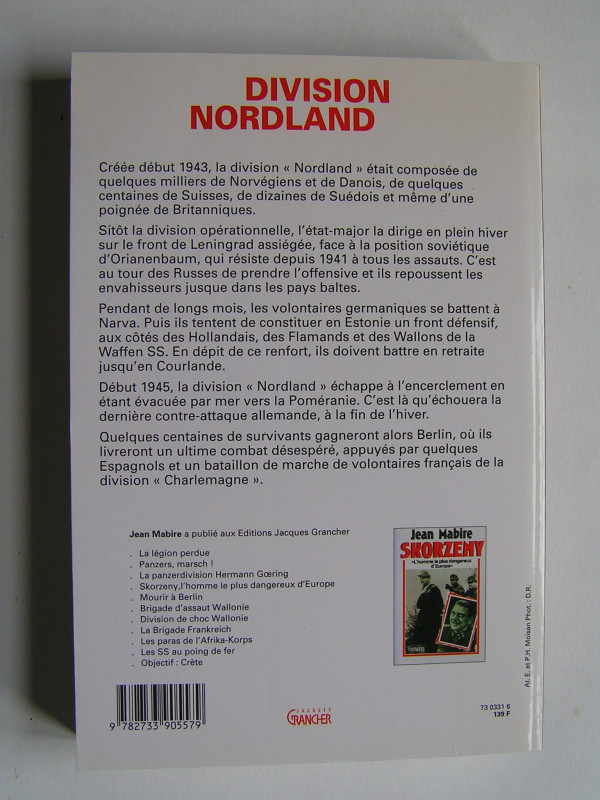 DIVISION
NORDLAND
Créée début 1943, la division « Nordland » était composée de
quelques milliers de Norvégiens et de Danois, de quelques
centaines de Suisses, de dizaines de Suédois et même d'une
poignée de Britanniques.
Sitôt la division opérationnelle, l'état-major la dirige en plein hiver
sur le front de Leningrad assiégée, face à la position soviétique
d'Orianenbaum, qui résiste depuis 1941 à tous les assauts. C'est
au tour des Russes de prendre l'offensive et ils repoussent les
envahisseurs jusque dans les pays baltes.
Pendant de longs mois, les volontaires germaniques se battent à
Narva. Puis ils tentent de constituer en Estonie un front défensif,
aux côtés des Hollandais, des Flamands et des Wallons de la
Waffen SS. En dépit de ce renfort, ils doivent battre en retraite
jusqu'en Courlande.
Début 1945, la division « Nordland » échappe à l'encerclement en
étant évacuée par mer vers la Poméranie. C'est là qu'échouera la
dernière contre-attaque allemande, à la fin de l'hiver.
Quelques centaines de survivants gagneront alors Berlin, où ils
livreront un ultime combat désespéré, appuyés par quelques
Espagnols et un bataillon de marche de volontaires français de la
division « Charlemagne ».
Jean Mabire a publié aux Editions Jacques Grancher
. La légion perdue
. Panzers, marsch !
. La panzerdivision Hermann Gœring
. Skorzeny,l'homme le plus dangereux d'Europe
. Mourir à Berlin
. Brigade d'assaut Wallonie
. Division de choc Wallonie
. La Brigade Frankreich
. Les paras de l'Afrika-Korps
. Les SS au poing de fer
. Objectif : Crète
Jean Mabire
SKORZENY
"L'homme le plus dangereux
d'Europe"
At. E. et P.H. Moisan Phot. : D.R.
9 782733 905579
JACQUES
GRANCHER
73 0331 6
139 F